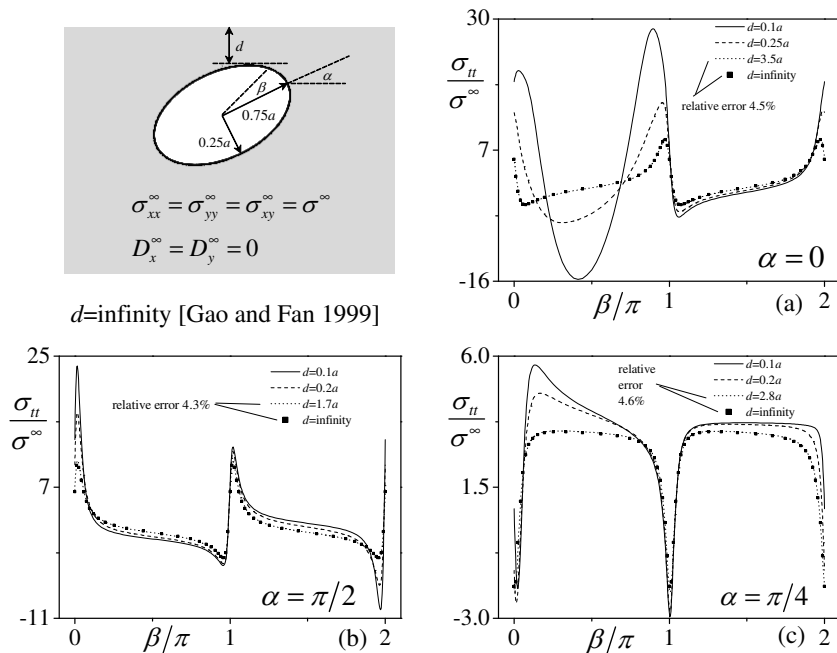 d
β
α
0.75a
0.25a
σ∞xx = σ∞yy = σ∞xy = σ∞
D∞x = D∞y = 0
d=infinity [Gao and Fan 1999]
30
σtt
σ∞
7
-16
d=0.1a
d=0.25a
d=3.5a
d=infinity
relative error 4.5%
α = 0
0
β/π
1
2
(a)
25
σtt
σ∞
7
-11
d=0.1a
d=0.2a
d=1.7a
d=infinity
relative error 4.3%
α = π/2
0
β/π
1
2
(b)
6.0
σtt
σ∞
1.5
-3.0
relative
error
4.6%
d=0.1a
d=0.2a
d=2.8a
d=infinity
α = π/4
0
β/π
1
2
(c)